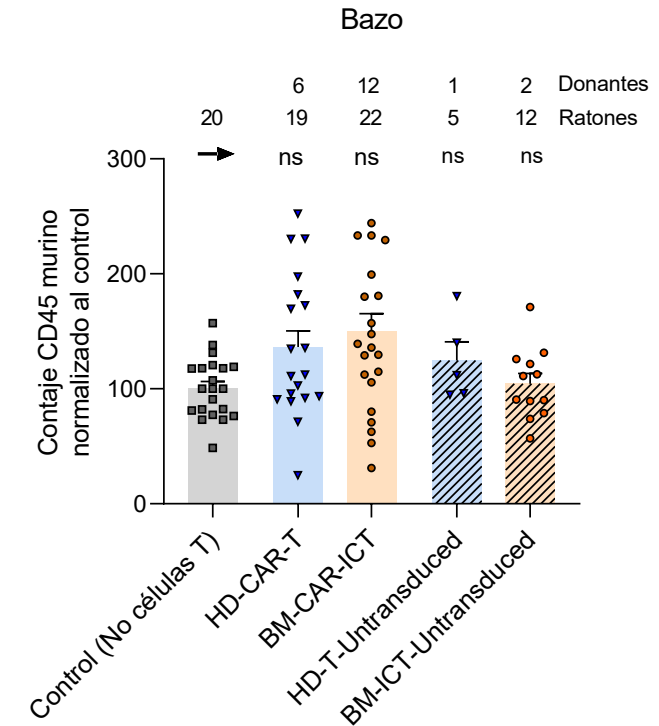 Bazo
6 12 1 2 Donantes
20 19 22 5 12 Ratones
ns ns ns ns
Contaje CD45 murino
normalizado al control
300
200
100
0
Control (No células T)
HD-CAR-T
BM-CAR-ICT
HD-T-Untransduced
BM-ICT-Untransduced